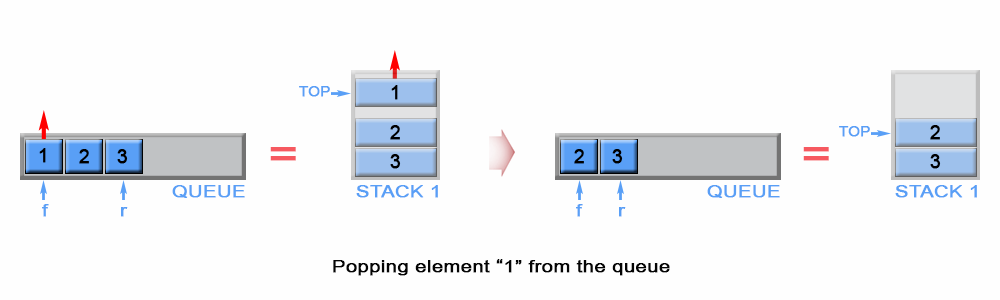 TOP
1
2
3
STACK 1
1 2 3
QUEUE
f r
=
2 3
QUEUE
f r
=
TOP
2
3
STACK 1
Popping element “1” from the queue